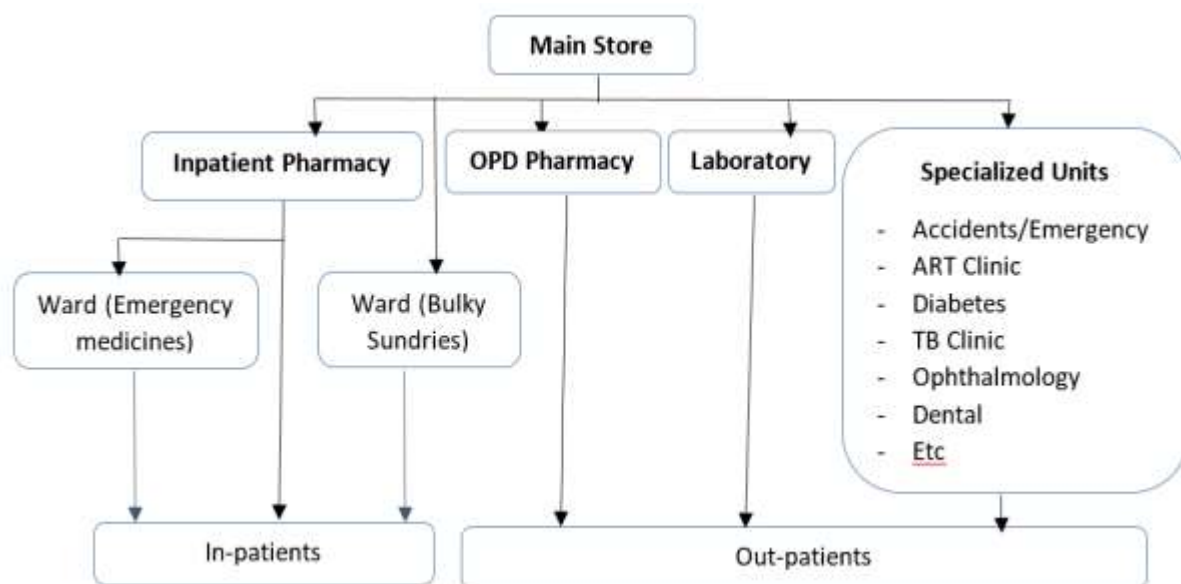 Main Store
Inpatient Pharmacy
OPD Pharmacy
Laboratory
Specialized Units
- Accidents/Emergency
- ART Clinic
- Diabetes
- TB Clinic
- Ophthalmology
- Dental
- Etc
Ward (Emergency
medicines)
Ward (Bulky
Sundries)
In-patients
Out-patients